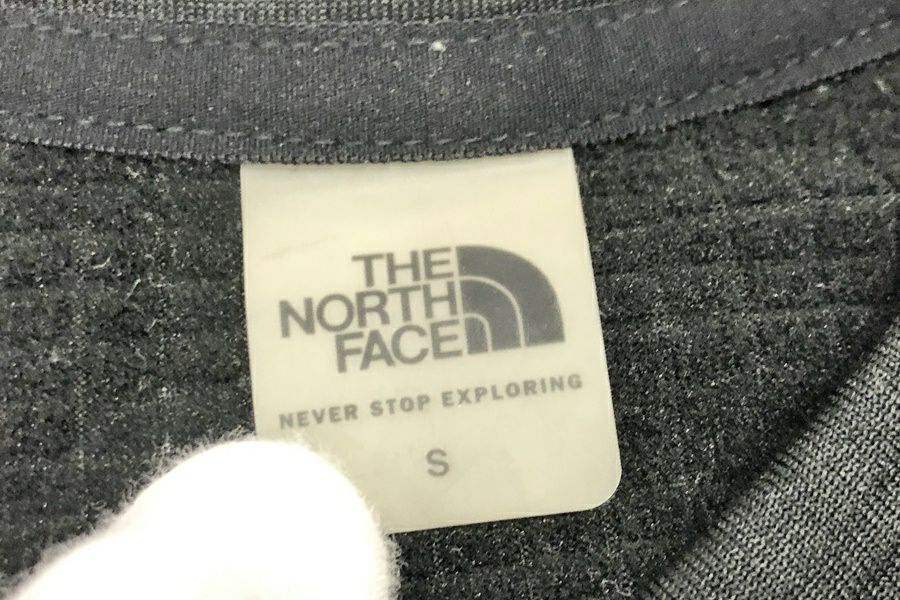 THE
NORTH
FACE
NEVER STOP EXPLORING
S